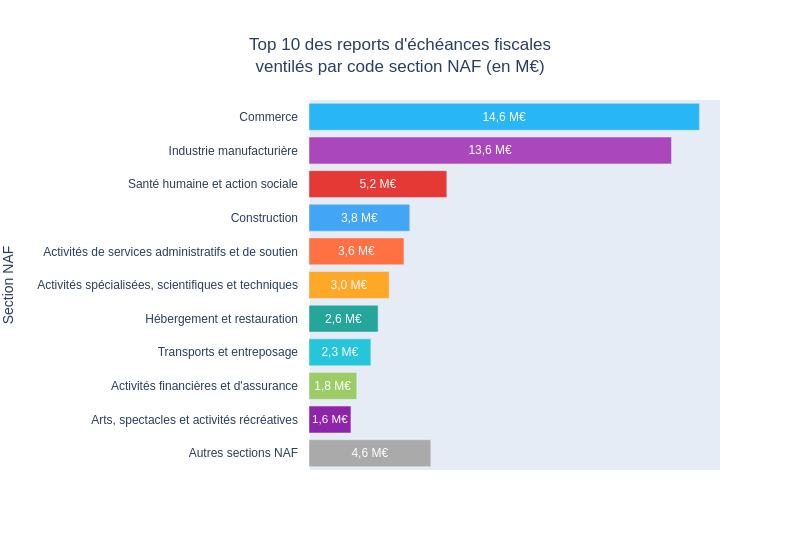 Top 10 des reports d'échéances fiscales
ventilés par code section NAF (en M€)
Section NAF
Commerce 14,6 M€
Industrie manufacturière 13,6 M€
Santé humaine et action sociale 5,2 M€
Construction 3,8 M€
Activités de services administratifs et de soutien 3,6 M€
Activités spécialisées, scientifiques et techniques 3,0 M€
Hébergement et restauration 2,6 M€
Transports et entreposage 2,3 M€
Activités financières et d'assurance 1,8 M€
Arts, spectacles et activités récréatives 1,6 M€
Autres sections NAF 4,6 M€